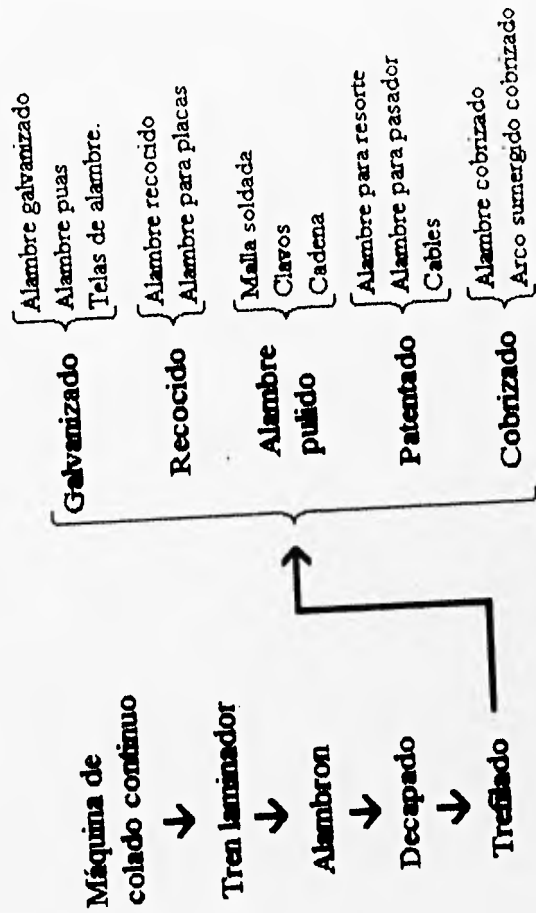 Máquina de
colado continuo
Tren laminador
Alambron
Decapado
Trefilado
Galvanizado
Alambre galvanizado
Alambre puas
Telas de alambre.
Recocido
Alambre recocido
Alambre para placas
Alambre
pulido
Malla soldada
Clavos
Cadena
Patentado
Alambre para resorte
Alambre para pasador
Cables
Cobrizado
Alambre cobrizado
Arco sumergido cobrizado